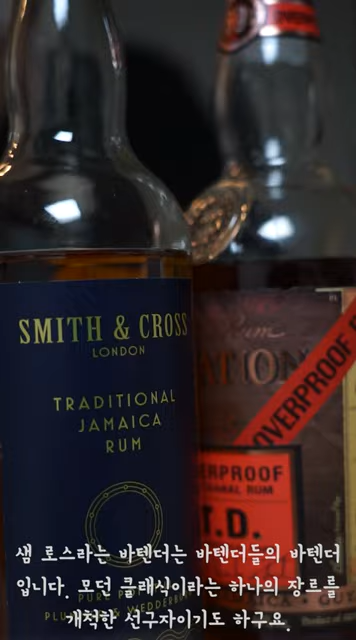 SMITH & CROSS
LONDON
TRADITIONAL
JAMAICA
RUM
Rum
OVERPROOF
ERPROOF
RUM
T.D.
샘 로스라는 바텐더는 바텐더들의 바텐더
입니다. 모던 클래식이라는 하나의 장르를
개척한 선구자이기도 하구요.